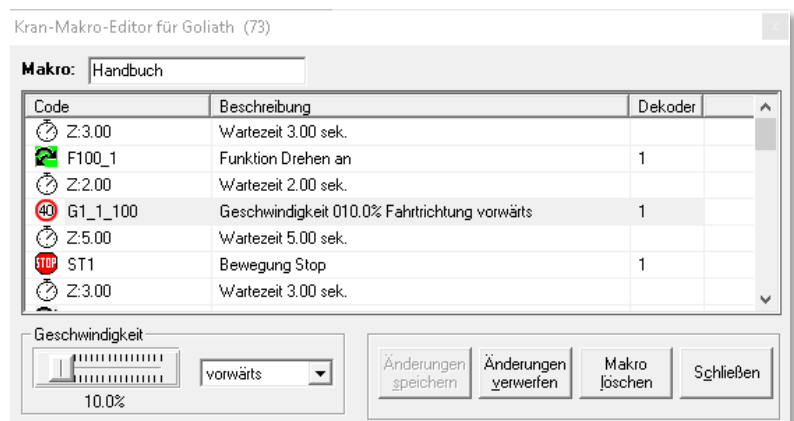 Kran-Makro-Editor für Goliath (73)
Makro: Handbuch
Code Beschreibung Dekoder
Z:3.00 Wartezeit 3.00 sek.
F100_1 Funktion Drehen an 1
Z:2.00 Wartezeit 2.00 sek.
40 G1_1_100 Geschwindigkeit 010.0% Fahrtrichtung vorwärts 1
Z:5.00 Wartezeit 5.00 sek.
STOP ST1 Bewegung Stop 1
Z:3.00 Wartezeit 3.00 sek.
Geschwindigkeit
vorwärts
10.0%
Änderungen speichern
Änderungen verwerfen
Makro löschen
Schließen